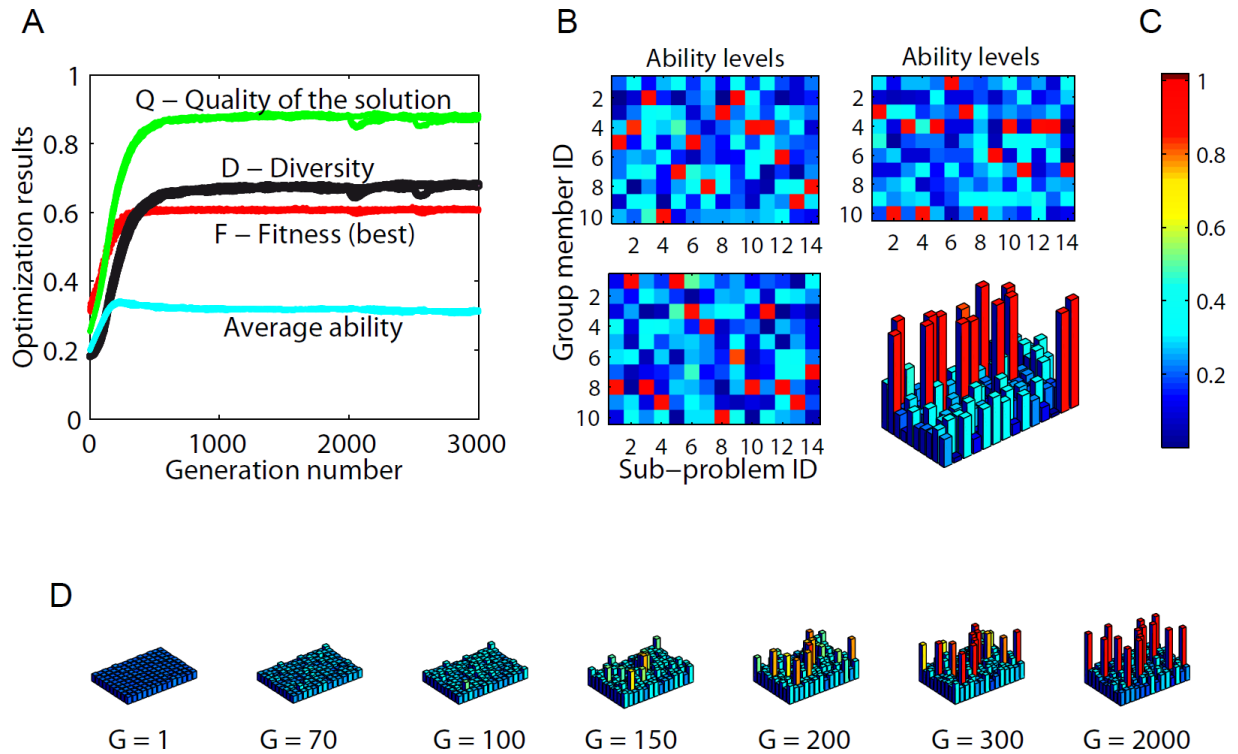 A
B
C
Optimization results
1
0.8
0.6
0.4
0.2
0
Q – Quality of the solution
D – Diversity
F – Fitness (best)
Average ability
0 1000 2000 3000
Generation number
Group member ID
Ability levels
2
4
6
8
10
2 4 6 8 10 12 14
Ability levels
2
4
6
8
10
2 4 6 8 10 12 14
2
4
6
8
10
2 4 6 8 10 12 14
Sub–problem ID
1
0.8
0.6
0.4
0.2
D
G = 1 G = 70 G = 100 G = 150 G = 200 G = 300 G = 2000